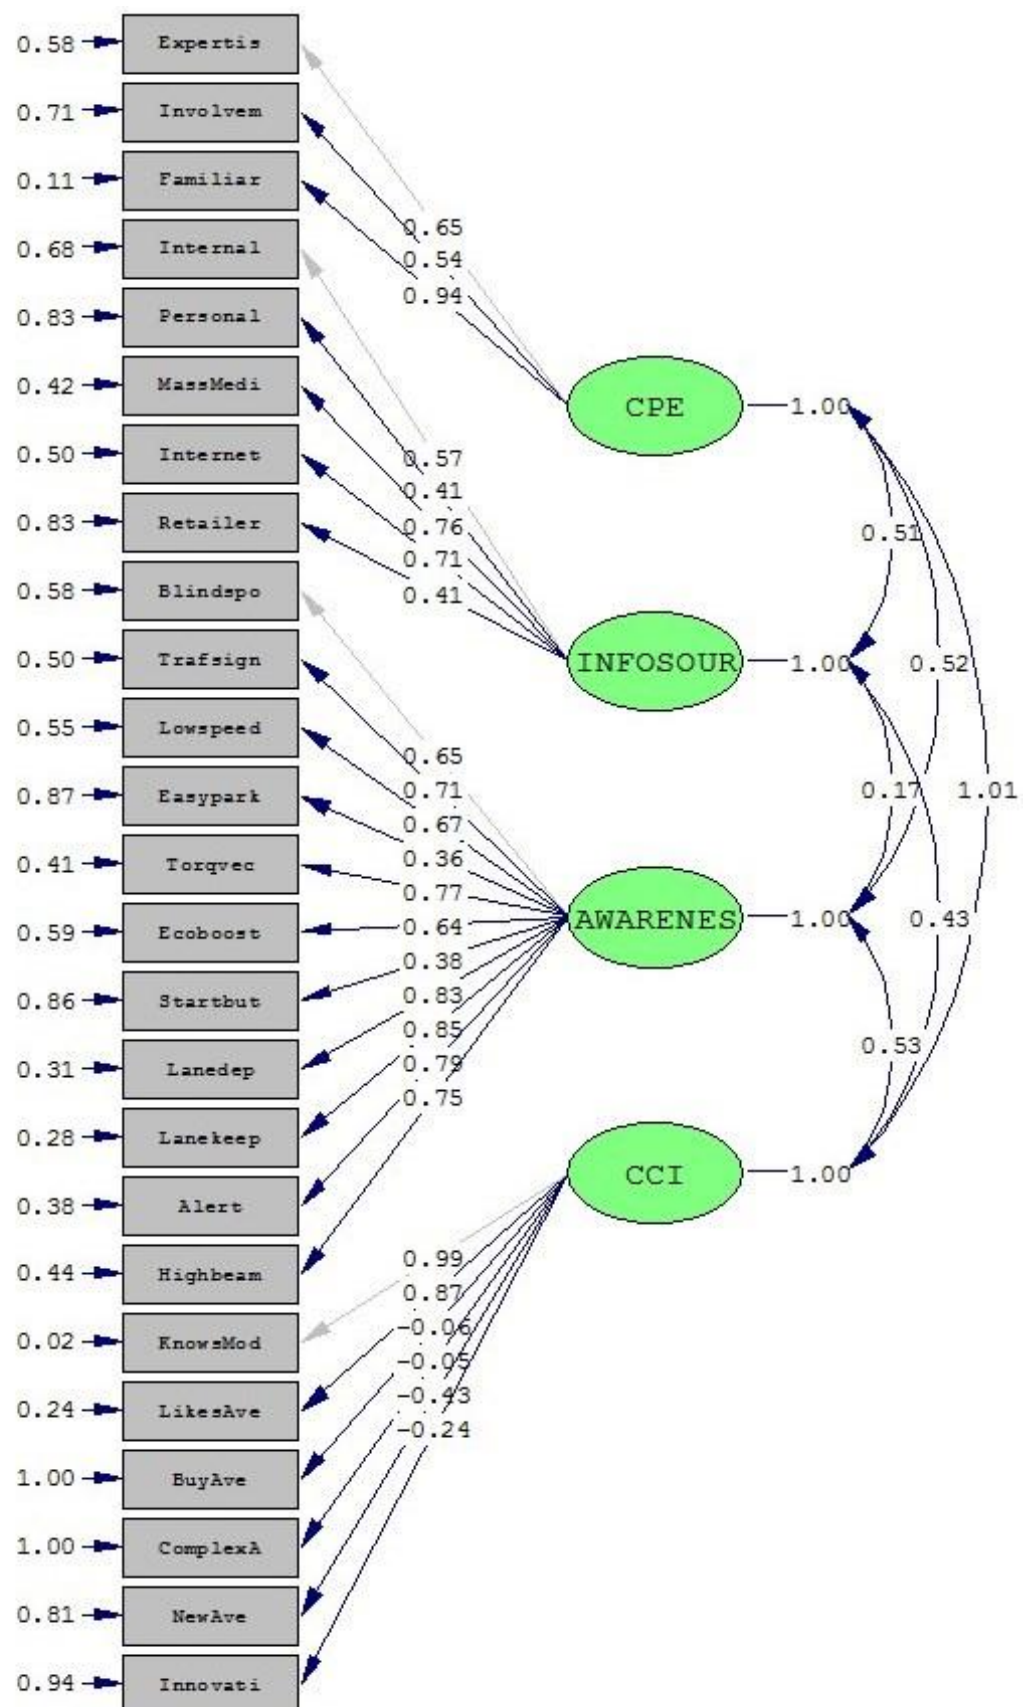 0.58 Expertis
0.71 Involvem
0.11 Familiar
0.68 Internal
0.83 Personal
0.42 MassMedi
0.50 Internet
0.83 Retailer
0.58 Blindspo
0.50 Trafsign
0.55 Lowspeed
0.87 Easypark
0.41 Torqvec
0.59 Ecoboost
0.86 Startbut
0.31 Lanedep
0.28 Lanekeep
0.38 Alert
0.44 Highbeam
0.02 KnowsMod
0.24 LikesAve
1.00 BuyAve
1.00 ComplexA
0.81 NewAve
0.94 Innovati
0.65
0.54
0.94
0.57
0.41
0.76
0.71
0.41
0.65
0.71
0.67
0.36
0.77
0.64
0.38
0.83
0.85
0.79
0.75
0.99
0.87
-0.06
-0.05
-0.43
-0.24
CPE 1.00
INFOSOUR 1.00
AWARENES 1.00
CCI 1.00
0.51
0.52
0.17
1.01
0.43
0.53